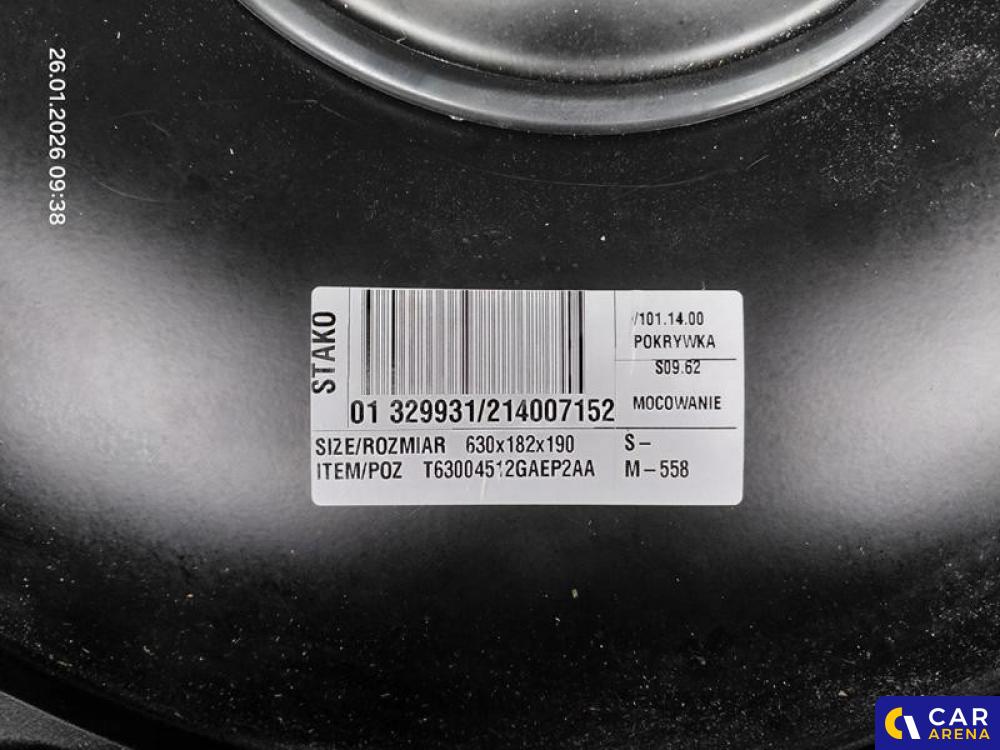 26.01.2026 09:38
STAKO
01 329931/214007152
/101.14.00
POKRYWKA
S09.62
MOCOWANIE
SIZE/ROZMIAR 630x182x190
S –
ITEM/POZ T63004512GAEP2AA
M – 558
CAR
ARENA